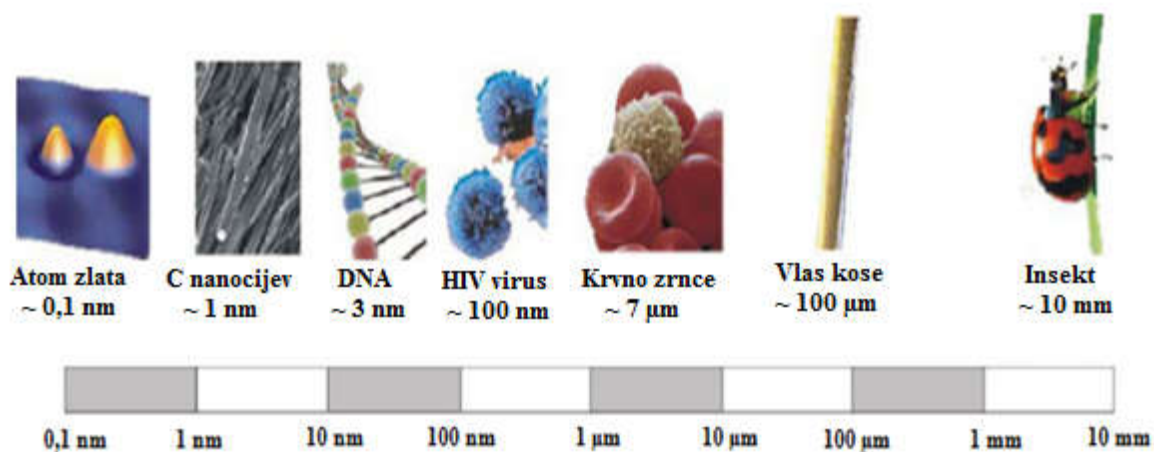 Atom zlata
~ 0,1 nm
C nanocijev
~ 1 nm
DNA
~ 3 nm
HIV virus
~ 100 nm
Krvno zrnce
~ 7 µm
Vlas kose
~ 100 µm
Insekt
~ 10 mm
0,1 nm 1 nm 10 nm 100 nm 1 µm 10 µm 100 µm 1 mm 10 mm